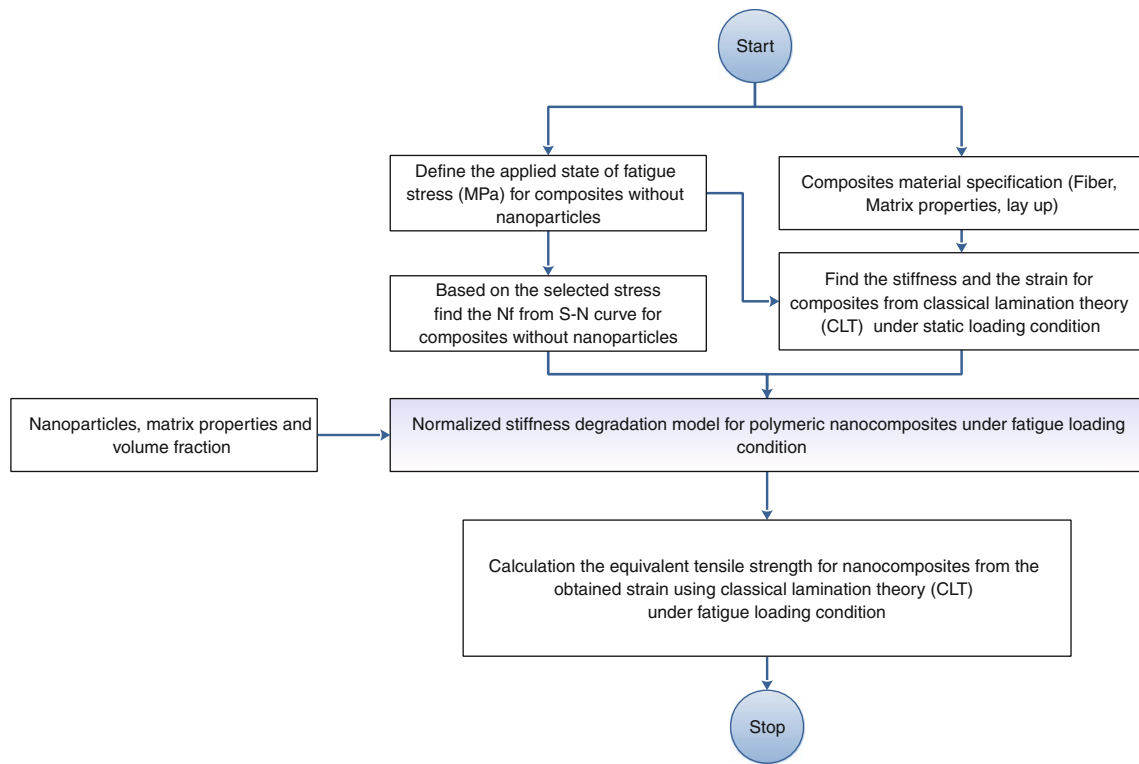 Start
Define the applied state of fatigue
stress (MPa) for composites without
nanoparticles
Composites material specification (Fiber,
Matrix properties, lay up)
Based on the selected stress
find the Nf from S-N curve for
composites without nanoparticles
Find the stiffness and the strain for
composites from classical lamination theory
(CLT) under static loading condition
Nanoparticles, matrix properties and
volume fraction
Normalized stiffness degradation model for polymeric nanocomposites under fatigue loading
condition
Calculation the equivalent tensile strength for nanocomposites from the
obtained strain using classical lamination theory (CLT)
under fatigue loading condition
Stop